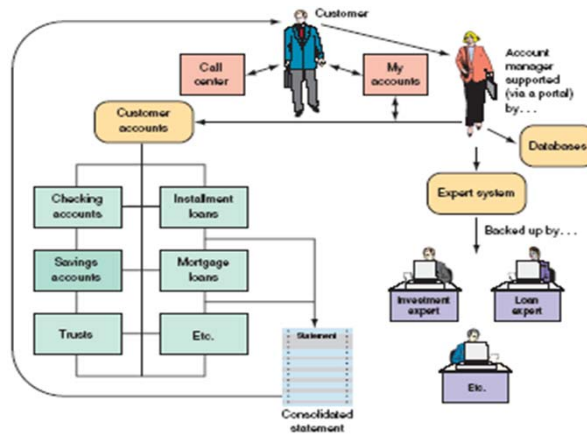 Customer
Call
center
My
accounts
Account
manager
supported
(via a portal)
by...
Customer
accounts
Databases
Expert system
Checking
accounts
Installment
loans
Backed up by...
Savings
accounts
Mortgage
loans
Investment
expert
Loan
expert
Trusts
Etc.
Statement
Etc.
Consolidated
statement